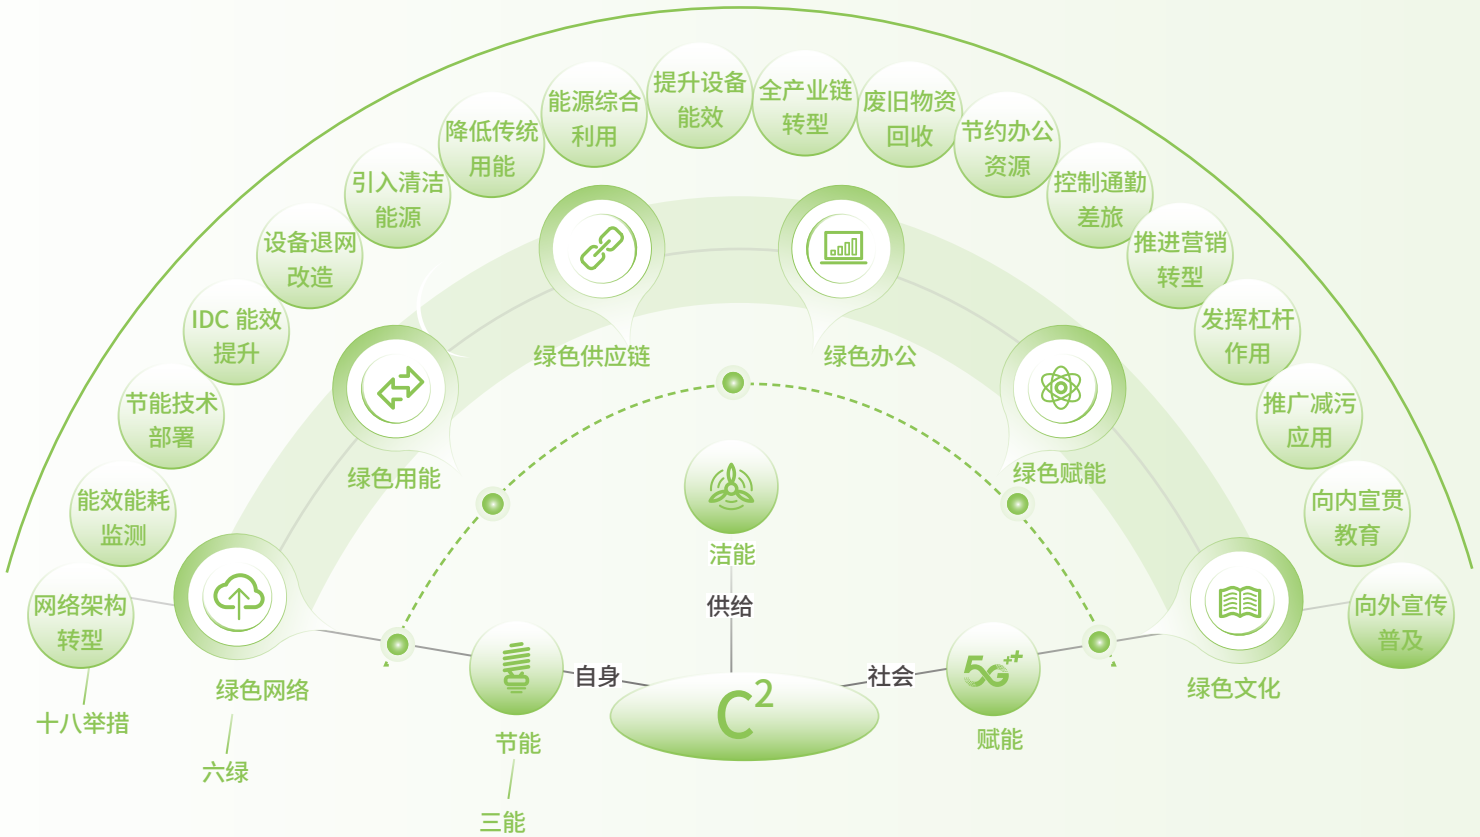 提升设备
能效
全产业链
转型
能源综合
利用
废旧物资
回收
降低传统
用能
节约办公
资源
引入清洁
能源
控制通勤
差旅
设备退网
改造
推进营销
转型
IDC 能效
提升
发挥杠杆
作用
节能技术
部署
推广减污
应用
能效能耗
监测
向内宣贯
教育
网络架构
转型
向外宣传
普及
绿色供应链
绿色办公
绿色用能
绿色赋能
绿色网络
绿色文化
洁能
供给
自身
社会
5G++
C²
节能
赋能
十八举措
六绿
三能